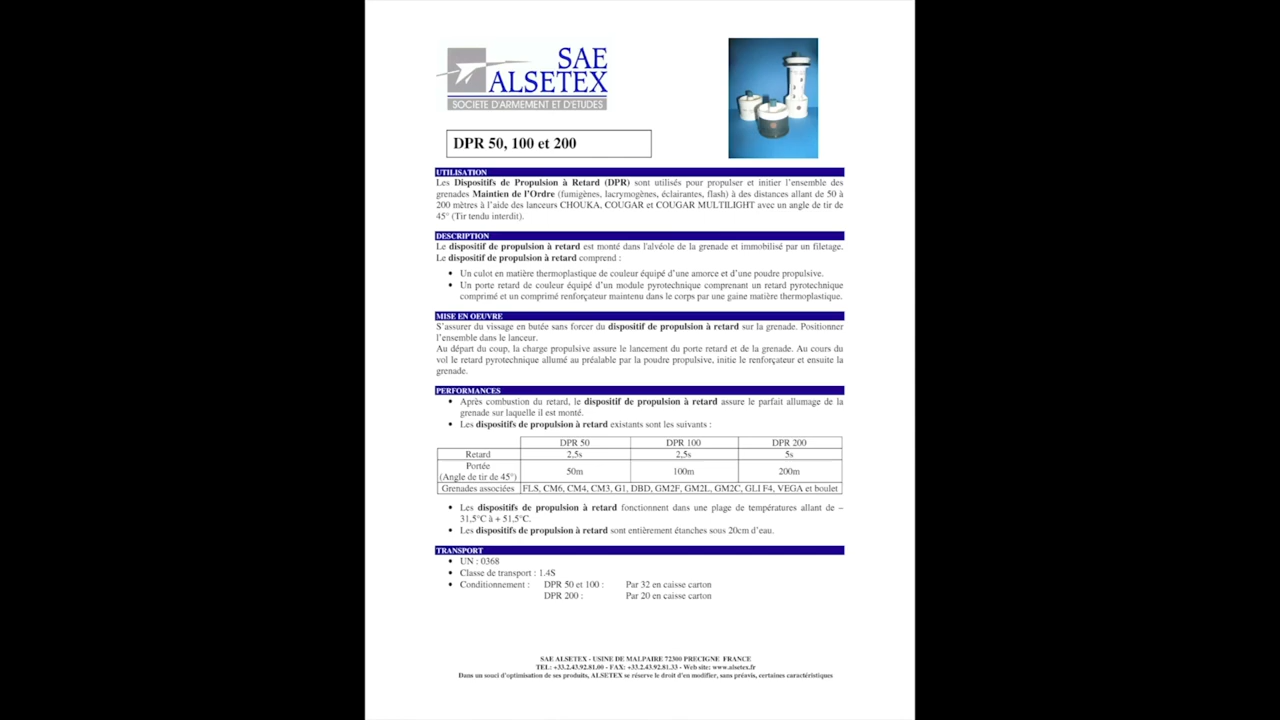 SAE
ALSETEX
SOCIETE D'ARMEMENT ET D'ETUDES
DPR 50, 100 et 200
UTILISATION
Les Dispositifs de Propulsion à Retard (DPR) sont utilisés pour propulser et initier l'ensemble des
grenades Maintien de l'Ordre (fumigènes, lacrymogènes, éclairantes, flash) à des distances allant de 50 à
200 mètres à l'aide des lanceurs CHOUKA, COUGAR et COUGAR MULTILIGHT avec un angle de tir de
45° (Tir tendu interdit).
DESCRIPTION
Le dispositif de propulsion à retard est monté dans l'alvéole de la grenade et immobilisé par un filetage.
Le dispositif de propulsion à retard comprend :
• Un culot en matière thermoplastique de couleur équipé d'une amorce et d'une poudre propulsive.
• Un porte retard de couleur équipé d'un module pyrotechnique comprenant un retard pyrotechnique
comprimé et un comprimé renforçateur maintenu dans le corps par une gaine matière thermoplastique.
MISE EN OEUVRE
S'assurer du vissage en butée sans forcer du dispositif de propulsion à retard sur la grenade. Positionner
l'ensemble dans le lanceur.
Au départ du coup, la charge propulsive assure le lancement du porte retard et de la grenade. Au cours du
vol le retard pyrotechnique allumé au préalable par la poudre propulsive, initie le renforçateur et ensuite la
grenade.
PERFORMANCES
• Après combustion du retard, le dispositif de propulsion à retard assure le parfait allumage de la
grenade sur laquelle il est monté.
• Les dispositifs de propulsion à retard existants sont les suivants :
DPR 50 DPR 100 DPR 200
Retard 2,5s 2,5s 5s
Portée
(Angle de tir de 45°) 50m 100m 200m
Grenades associées FLS, CM6, CM4, CM3, G1, DBD, GM2F, GM2L, GM2C, GLI F4, VEGA et boulet
• Les dispositifs de propulsion à retard fonctionnent dans une plage de températures allant de –
31,5°C à + 51,5°C.
• Les dispositifs de propulsion à retard sont entièrement étanches sous 20cm d'eau.
TRANSPORT
• UN : 0368
• Classe de transport : 1.4S
• Conditionnement : DPR 50 et 100 : Par 32 en caisse carton
DPR 200 : Par 20 en caisse carton
SAE ALSETEX - USINE DE MALPAIRE 72300 PRECIGNE FRANCE
TEL: +33.2.43.92.81.00 - FAX: +33.2.43.92.81.33 - Web site: www.alsetex.fr
Dans un souci d'optimisation de ses produits, ALSETEX se réserve le droit d'en modifier, sans préavis, certaines caractéristiques